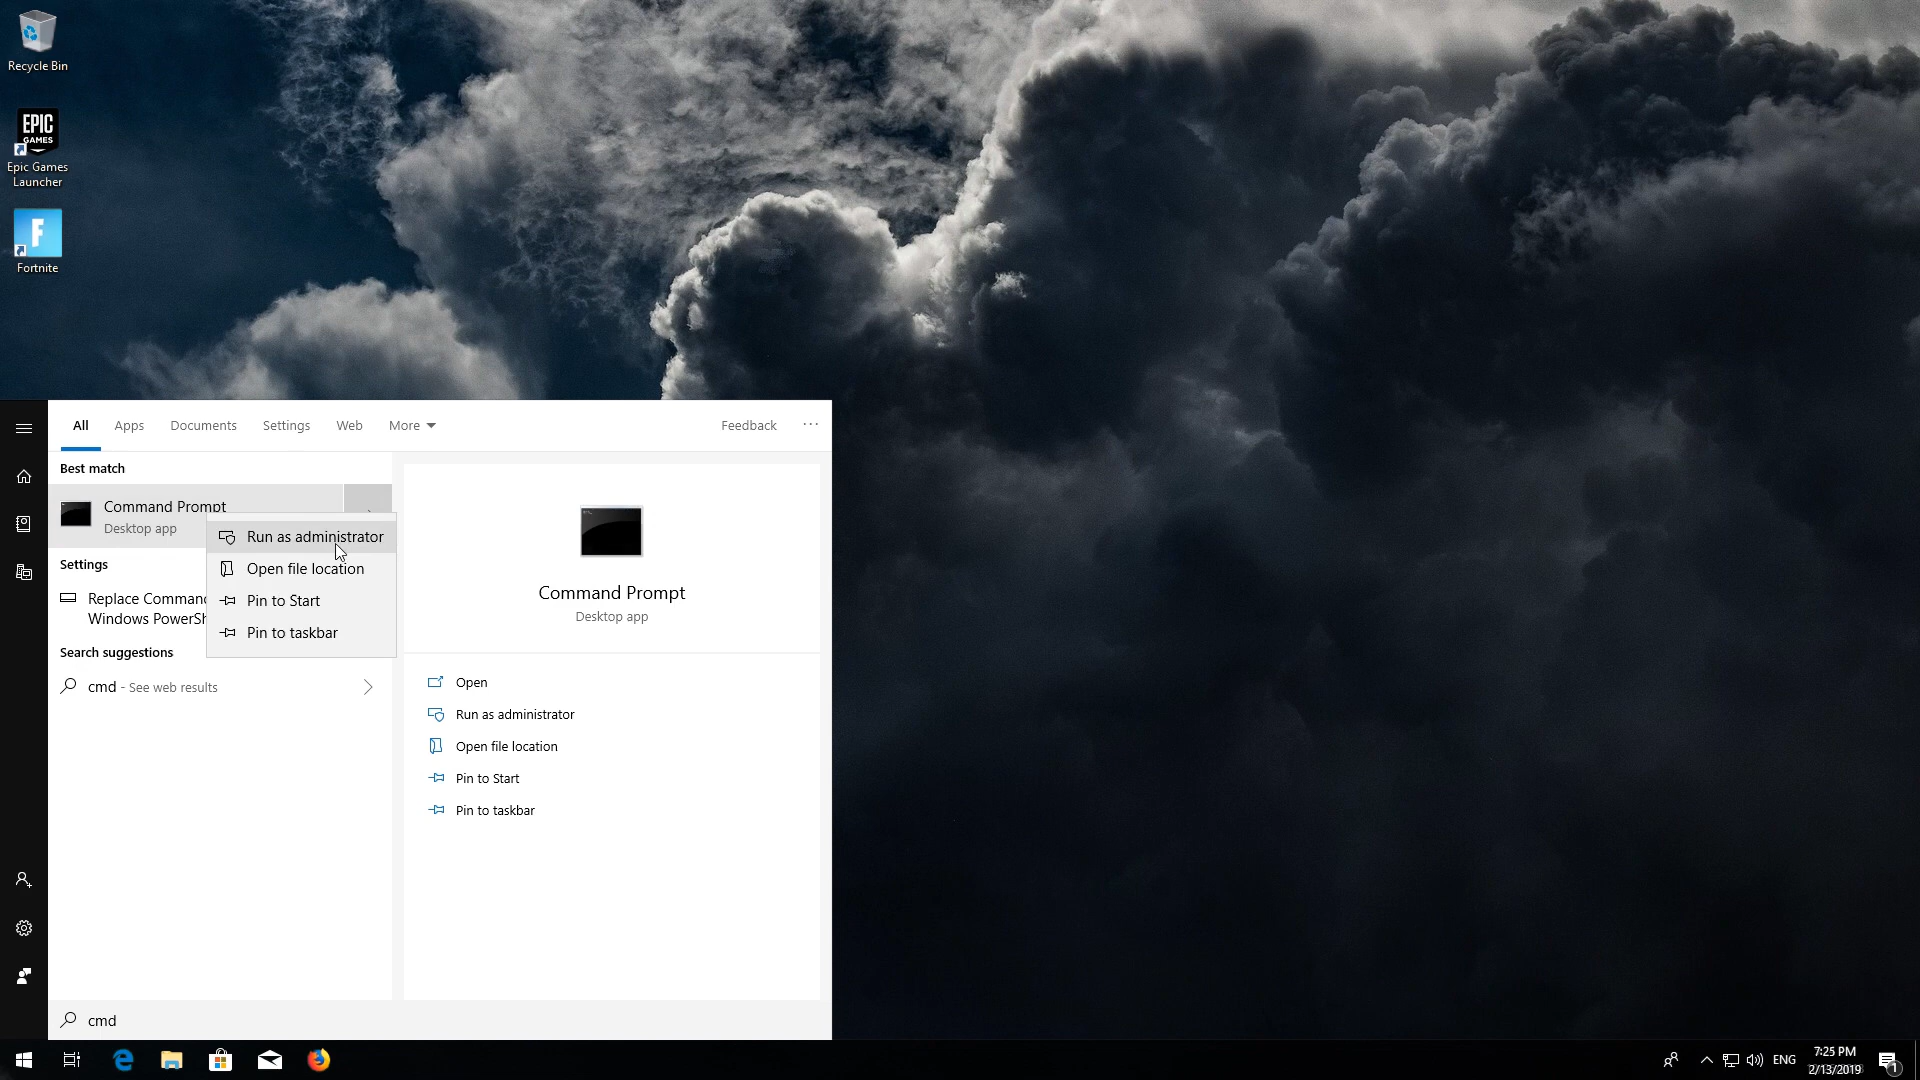 Recycle Bin
EPIC
GAMES
Epic Games
Launcher
F
Fortnite
All
Apps
Documents
Settings
Web
More
Feedback
Best match
Command Prompt
Desktop app
Run as administrator
Open file location
Pin to Start
Pin to taskbar
Settings
Replace Comman
Windows PowerSh
Search suggestions
cmd - See web results
Command Prompt
Desktop app
Open
Run as administrator
Open file location
Pin to Start
Pin to taskbar
cmd
ENG
7:25 PM
2/13/2019
1